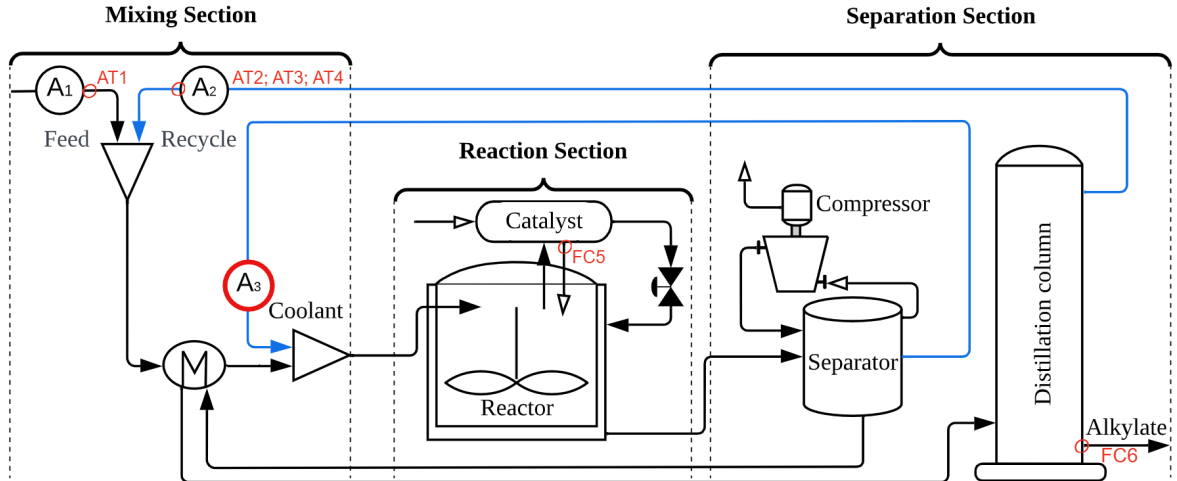 Mixing Section
Separation Section
A1
AT1
A2
AT2; AT3; AT4
Feed
Recycle
Reaction Section
Catalyst
FC5
Compressor
A3
Coolant
M
Reactor
Separator
Distillation column
Alkylate
FC6